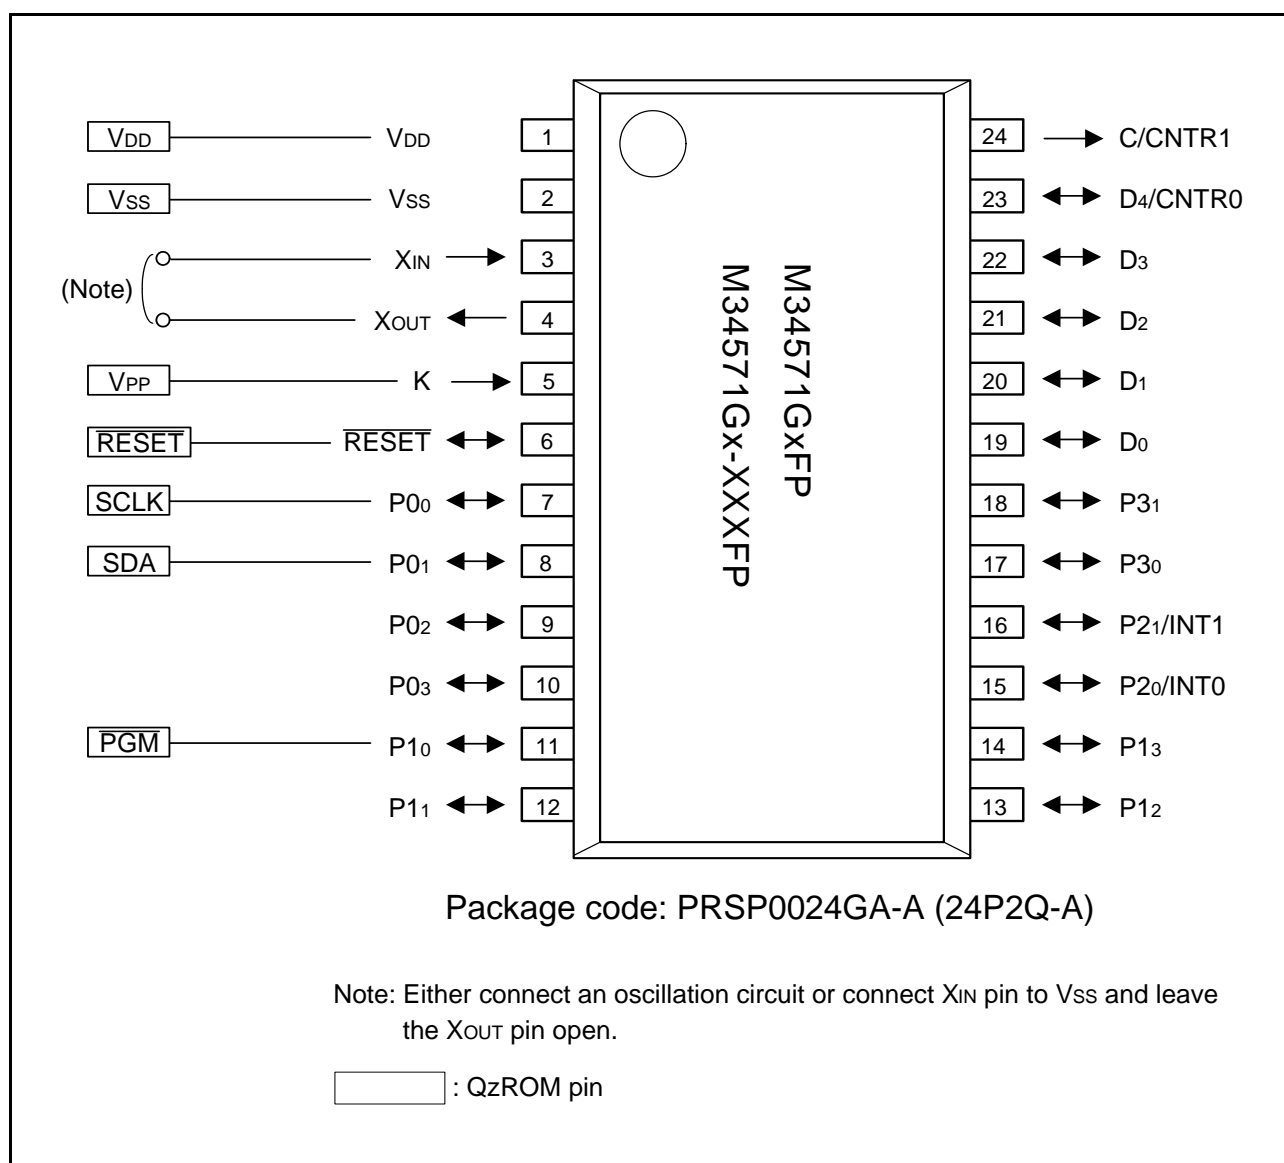 VDD VDD 1 24 C/CNTR1
VSS VSS 2 23 D4/CNTR0
XIN 3 22 D3
(Note)
XOUT 4 21 D2
VPP K 5 20 D1
RESET RESET 6 19 D0
SCLK P00 7 18 P31
SDA P01 8 17 P30
P02 9 16 P21/INT1
P03 10 15 P20/INT0
PGM P10 11 14 P13
P11 12 13 P12
M34571GxFP
M34571Gx-XXXFP
Package code: PRSP0024GA-A (24P2Q-A)
Note: Either connect an oscillation circuit or connect XIN pin to VSS and leave
the XOUT pin open.
: QzROM pin